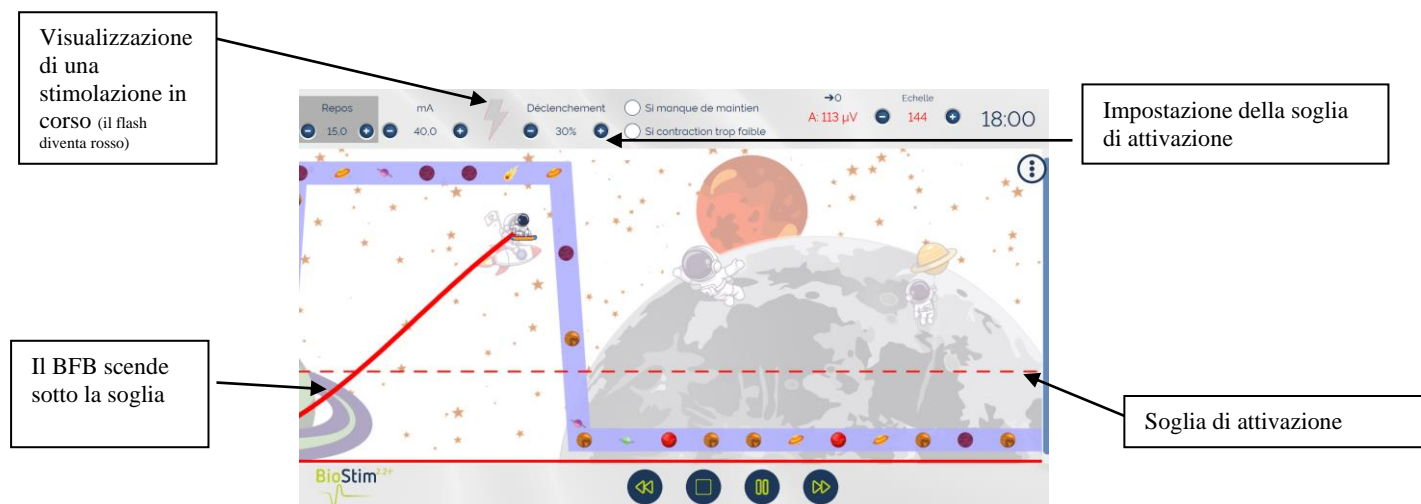 Visualizzazione
di una
stimolazione in
corso (il flash
diventa rosso)
Impostazione della soglia
di attivazione
Il BFB scende
sotto la soglia
Soglia di attivazione
Repos
15,0
mA
40,0
Déclenchement
30%
Si manque de maintien
Si contraction trop faible
→0
A: 113 µV
Echelle
144
18:00
BioStim 7.2+